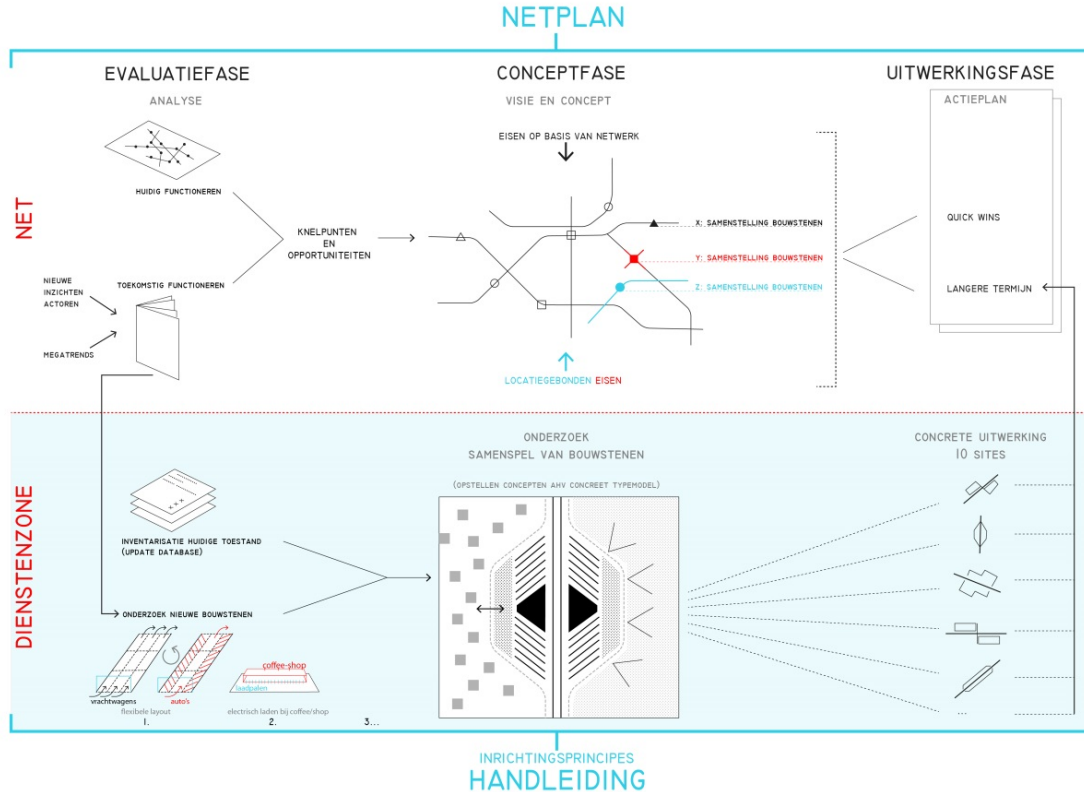 NETPLAN
EVALUATIEFASE
ANALYSE
CONCEPTFASE
VISIE EN CONCEPT
UITWERKINGSFASE
ACTIEPLAN
NET
HUIDIG FUNCTIONEREN
TOEKOMSTIG FUNCTIONEREN
NIEUWE
INZICHTEN
ACTOREN
MEGATRENDS
KNELPUNTEN
EN
OPPORTUNITEITEN
EISEN OP BASIS VAN NETWERK
X: SAMENSTELLING BOUWSTENEN
Y: SAMENSTELLING BOUWSTENEN
Z: SAMENSTELLING BOUWSTENEN
LOCATIEGEBONDEN EISEN
QUICK WINS
LANGERE TERMIJN
DIENSTENZONE
INVENTARISATIE HUIDIGE TOESTAND
(UPDATE DATABASE)
ONDERZOEK NIEUWE BOUWSTENEN
vrachtwagens
auto's
flexibele layout
1.
coffee-shop
laadpalen
electrisch laden bij coffee/shop
2.
3...
ONDERZOEK
SAMENSPEL VAN BOUWSTENEN
(OPSTELLEN CONCEPTEN AHV CONCREET TYPEMODEL)
CONCRETE UITWERKING
10 SITES
...
INRICHTINGSPRINCIPES
HANDLEIDING